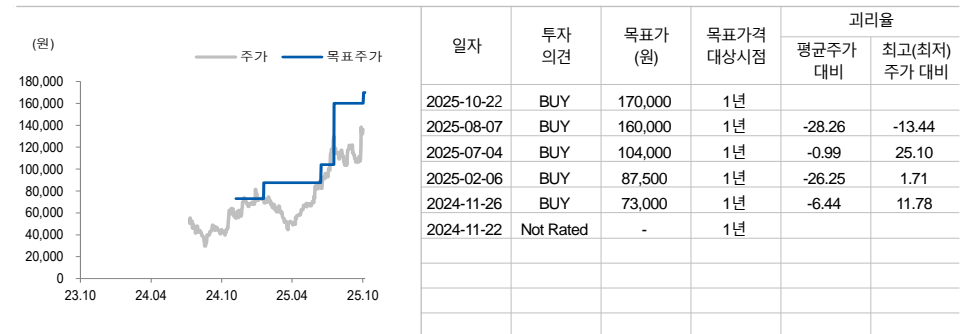 (원)
주가 목표주가
180,000
160,000
140,000
120,000
100,000
80,000
60,000
40,000
20,000
0
23.10 24.04 24.10 25.04 25.10
일자 투자 의견 목표가 (원) 목표가격 대상시점 괴리율
평균주가 대비 최고(최저) 주가 대비
2025-10-22 BUY 170,000 1년
2025-08-07 BUY 160,000 1년 -28.26 -13.44
2025-07-04 BUY 104,000 1년 -0.99 25.10
2025-02-06 BUY 87,500 1년 -26.25 1.71
2024-11-26 BUY 73,000 1년 -6.44 11.78
2024-11-22 Not Rated - 1년